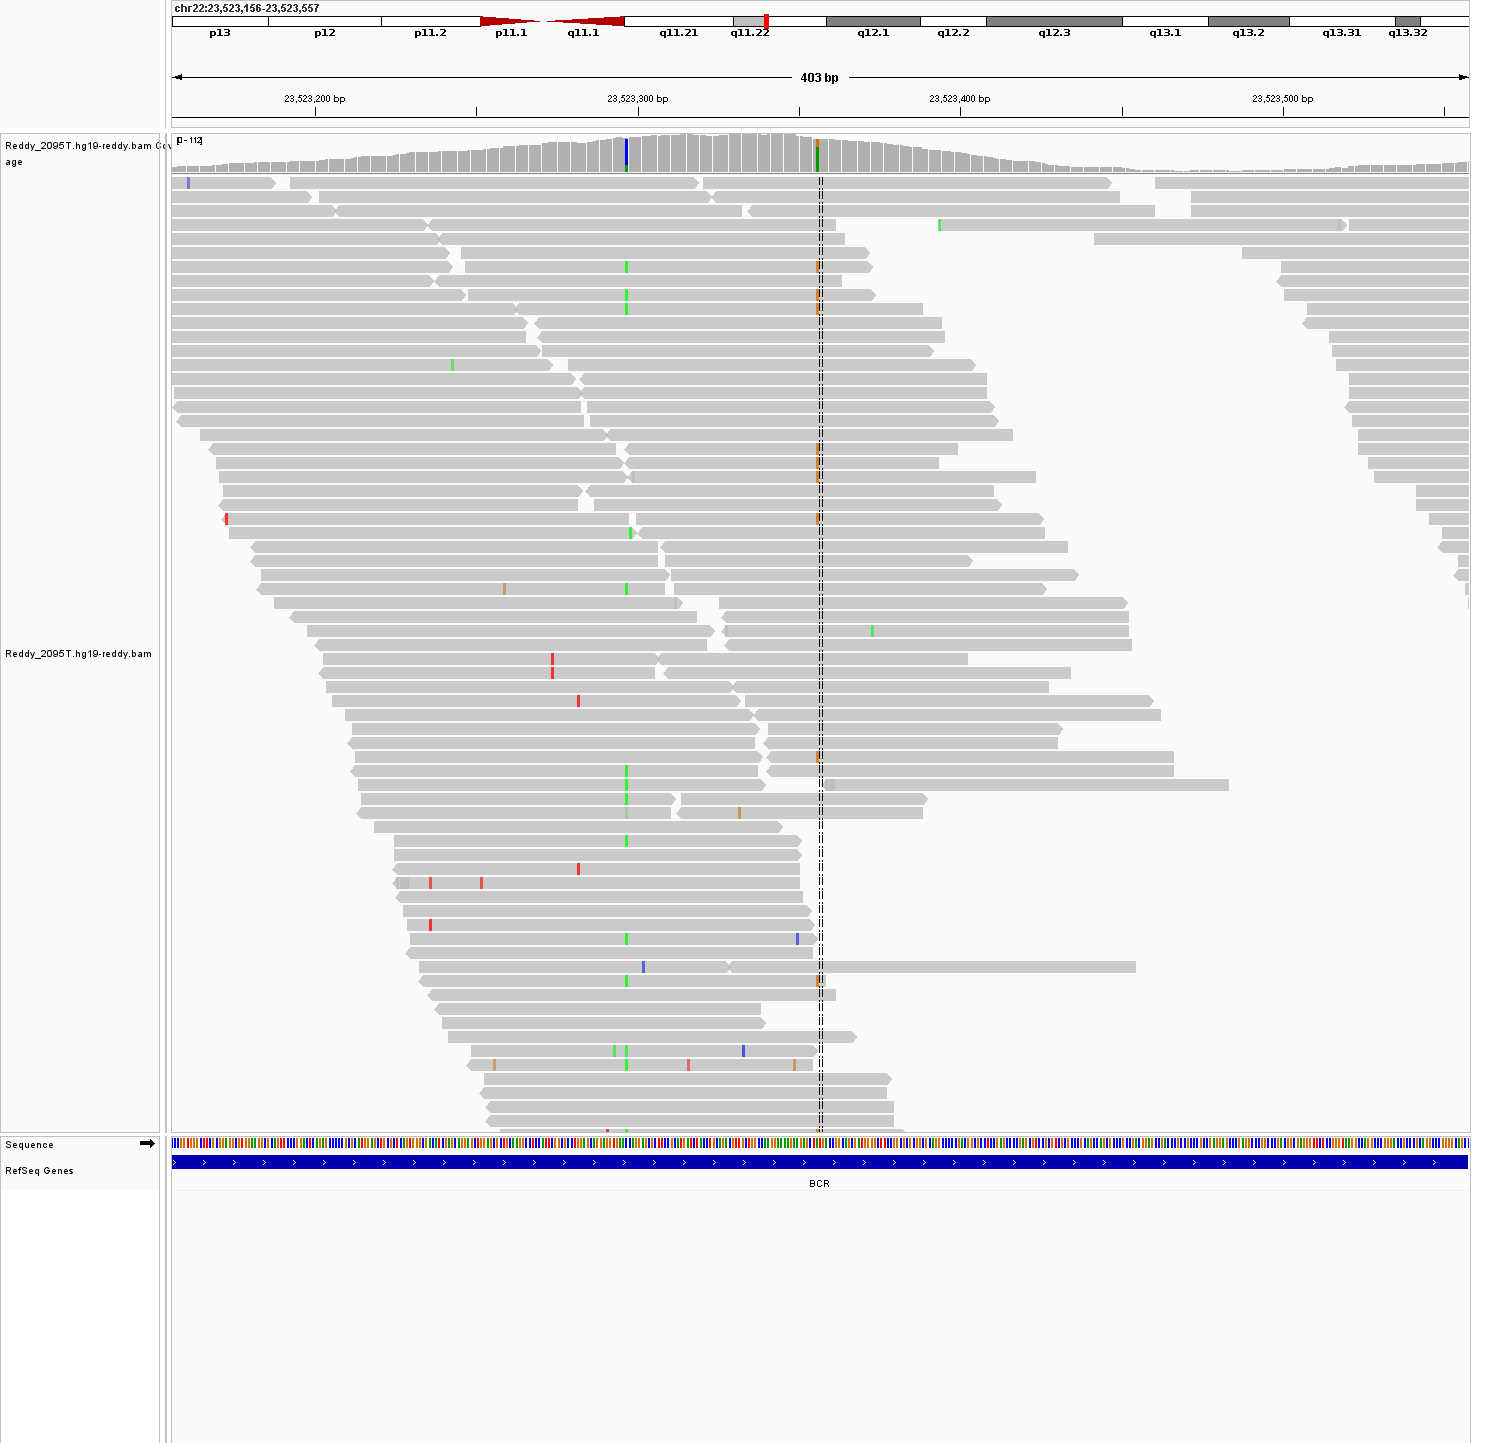 chr22:23,523,156-23,523,557
p13 p12 p11.2 p11.1 q11.1 q11.21 q11.22 q12.1 q12.2 q12.3 q13.1 q13.2 q13.31 q13.32
403 bp
23,523,200 bp 23,523,300 bp 23,523,400 bp 23,523,500 bp
[0 - 112]
Reddy_2095T.hg19-reddy.bam Cov
age
Reddy_2095T.hg19-reddy.bam
Sequence
RefSeq Genes
BCR